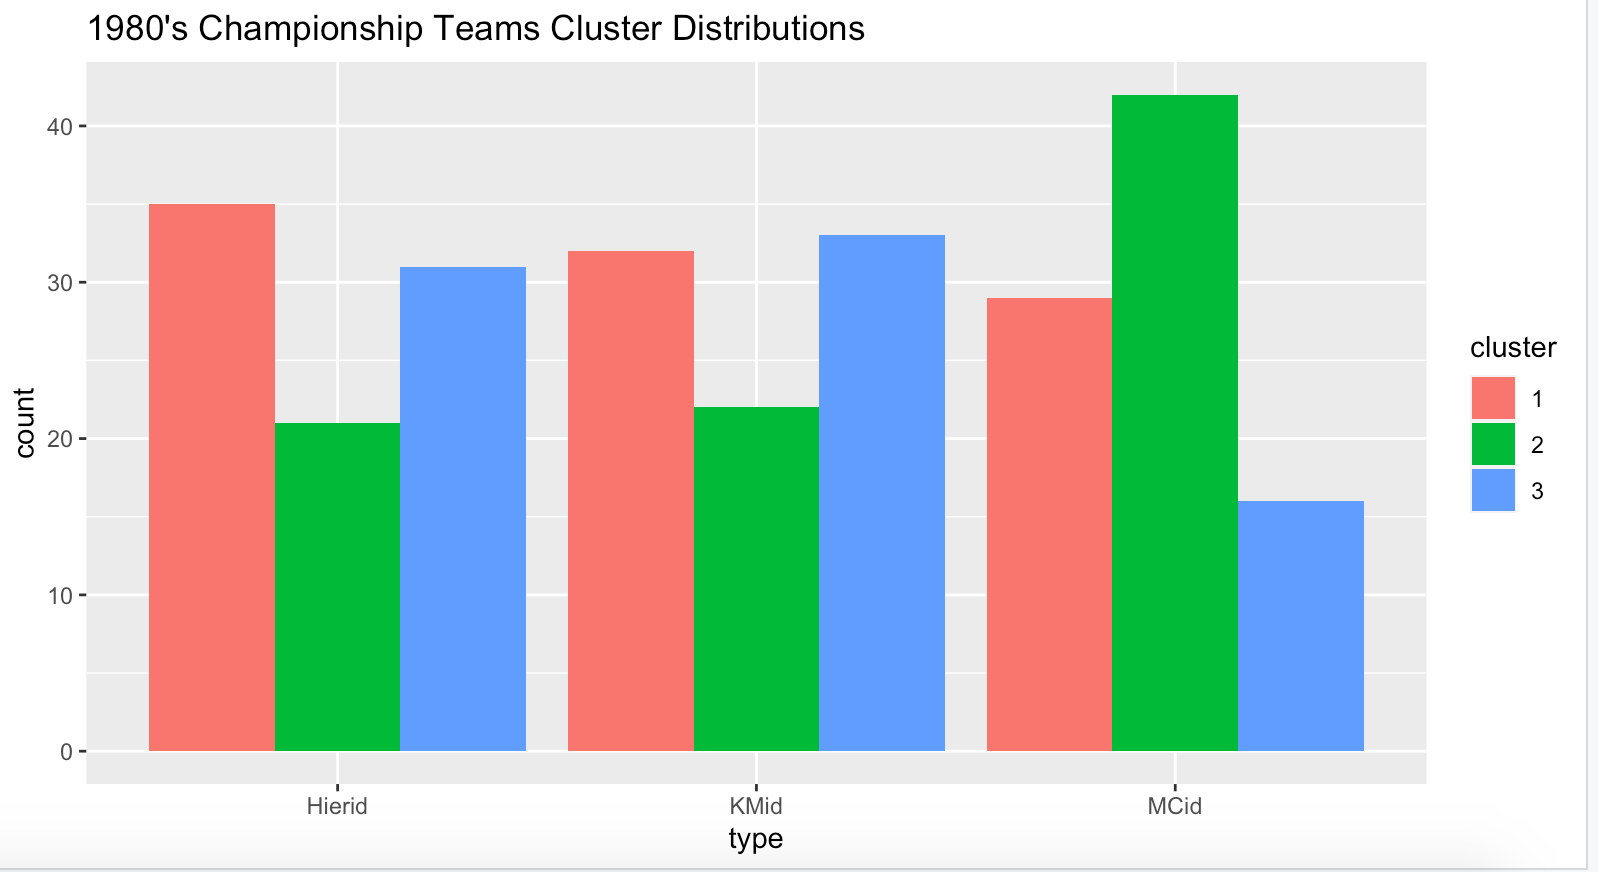 1980's Championship Teams Cluster Distributions
40
30
20
10
0
count
Hierid KMid MCid
type
cluster
1
2
3